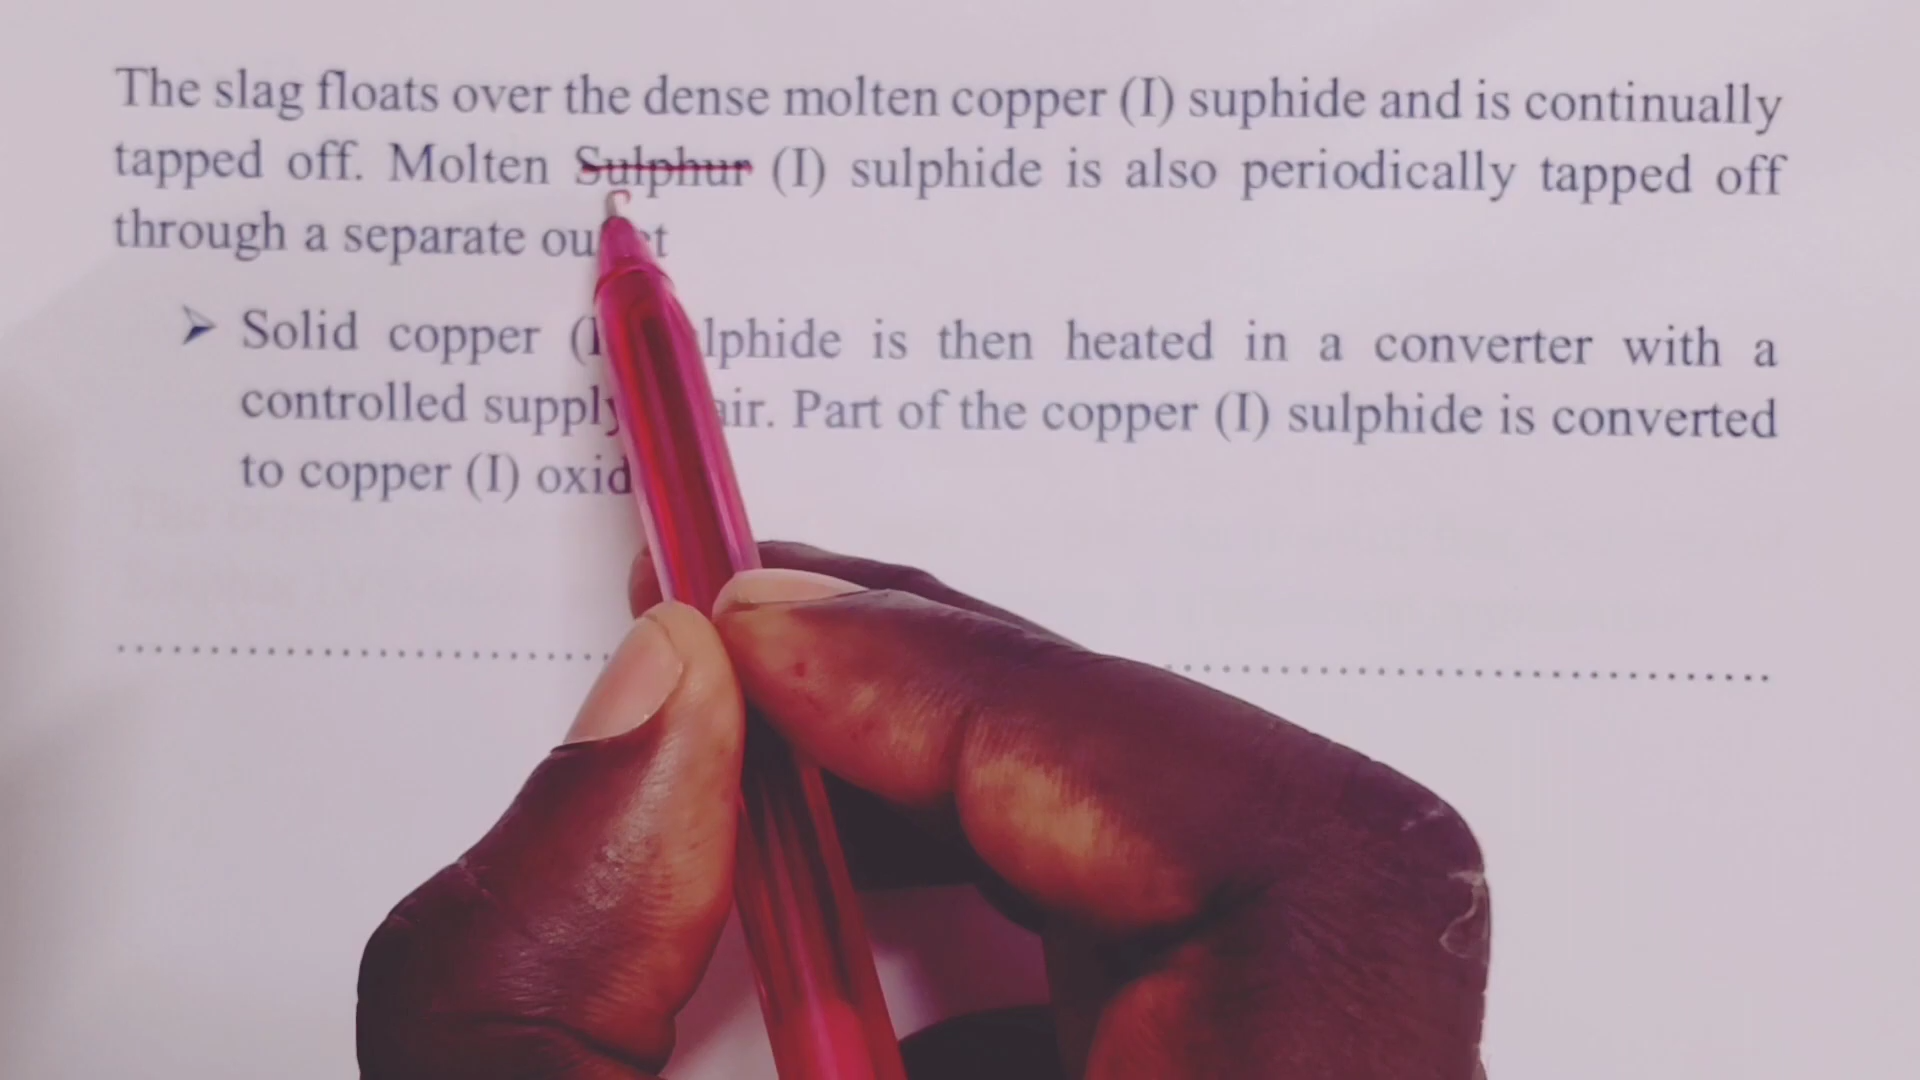 The slag floats over the dense molten copper (I) suphide and is continually
tapped off. Molten Sulphur (I) sulphide is also periodically tapped off
through a separate
Solid copper is then heated in a converter with a
controlled supply air. Part of the copper (I) sulphide is converted
to copper (I)